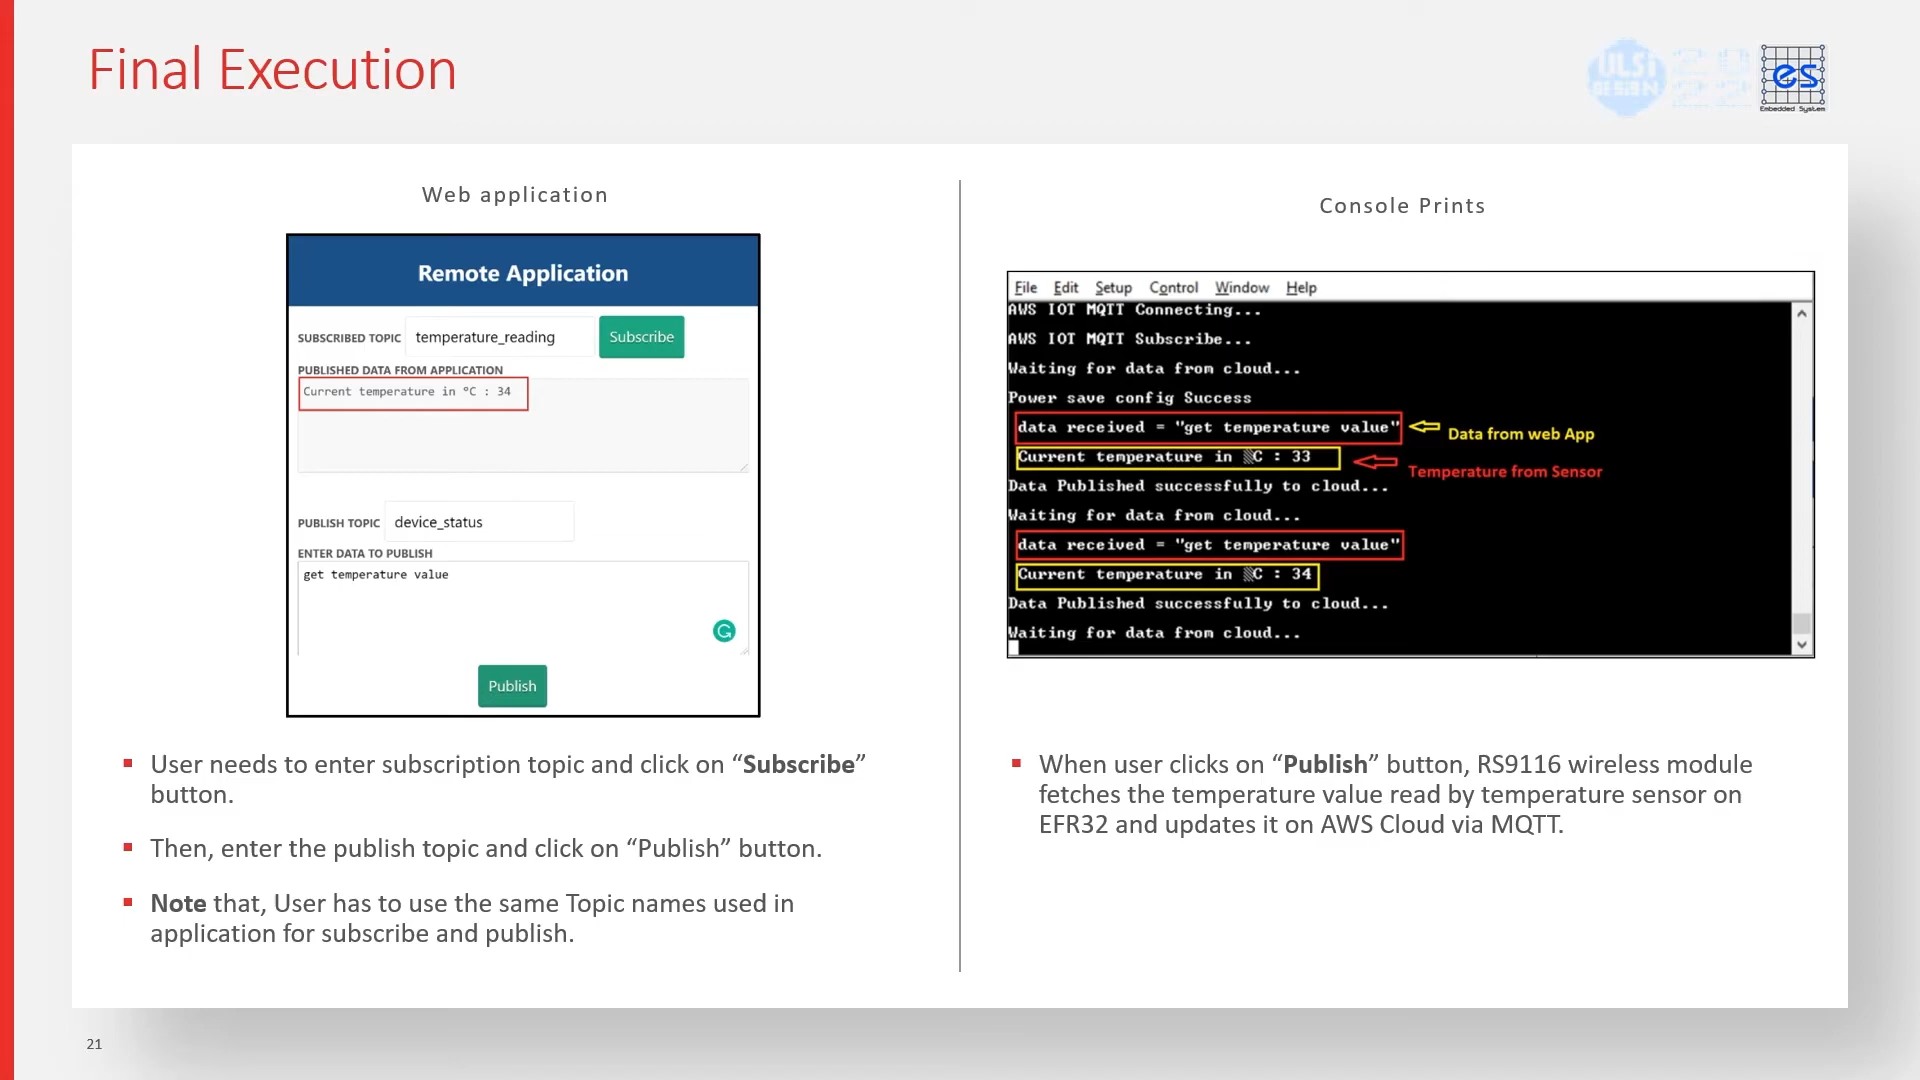 Final Execution
VLSI
DESIGN
es
Embedded System
Web application
Remote Application
SUBSCRIBED TOPIC temperature_reading Subscribe
PUBLISHED DATA FROM APPLICATION
Current temperature in °C : 34
PUBLISH TOPIC device_status
ENTER DATA TO PUBLISH
get temperature value
Publish
▪ User needs to enter subscription topic and click on “Subscribe”
button.
▪ Then, enter the publish topic and click on “Publish” button.
▪ Note that, User has to use the same Topic names used in
application for subscribe and publish.
Console Prints
File Edit Setup Control Window Help
AWS IOT MQTT Connecting...
AWS IOT MQTT Subscribe...
Waiting for data from cloud...
Power save config Success
data received = "get temperature value" Data from web App
Current temperature in ▒C : 33 Temperature from Sensor
Data Published successfully to cloud...
Waiting for data from cloud...
data received = "get temperature value"
Current temperature in ▒C : 34
Data Published successfully to cloud...
Waiting for data from cloud...
▪ When user clicks on “Publish” button, RS9116 wireless module
fetches the temperature value read by temperature sensor on
EFR32 and updates it on AWS Cloud via MQTT.
21